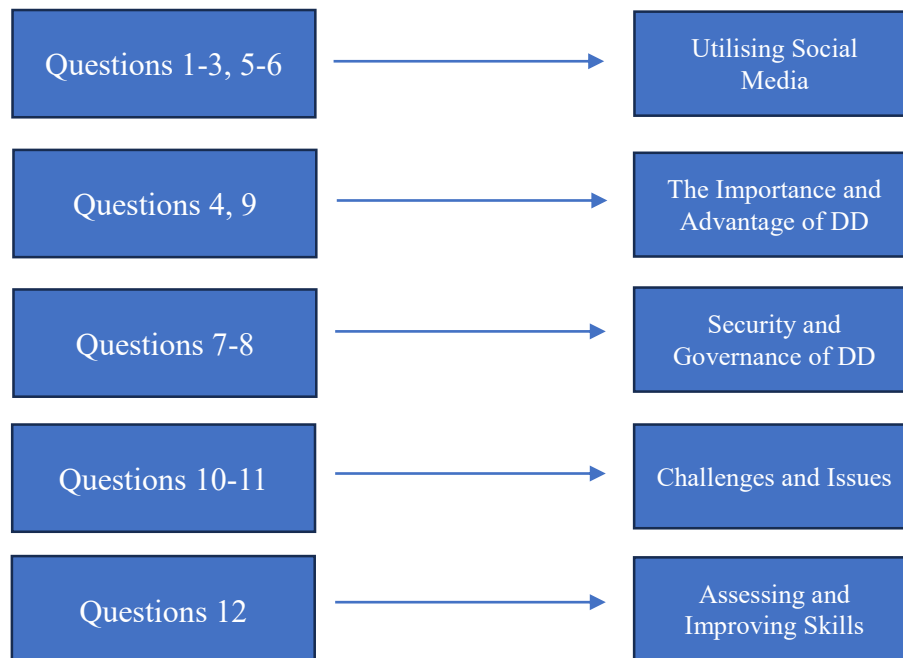 Questions 1-3, 5-6
Utilising Social
Media
Questions 4, 9
The Importance and
Advantage of DD
Questions 7-8
Security and
Governance of DD
Questions 10-11
Challenges and Issues
Questions 12
Assessing and
Improving Skills